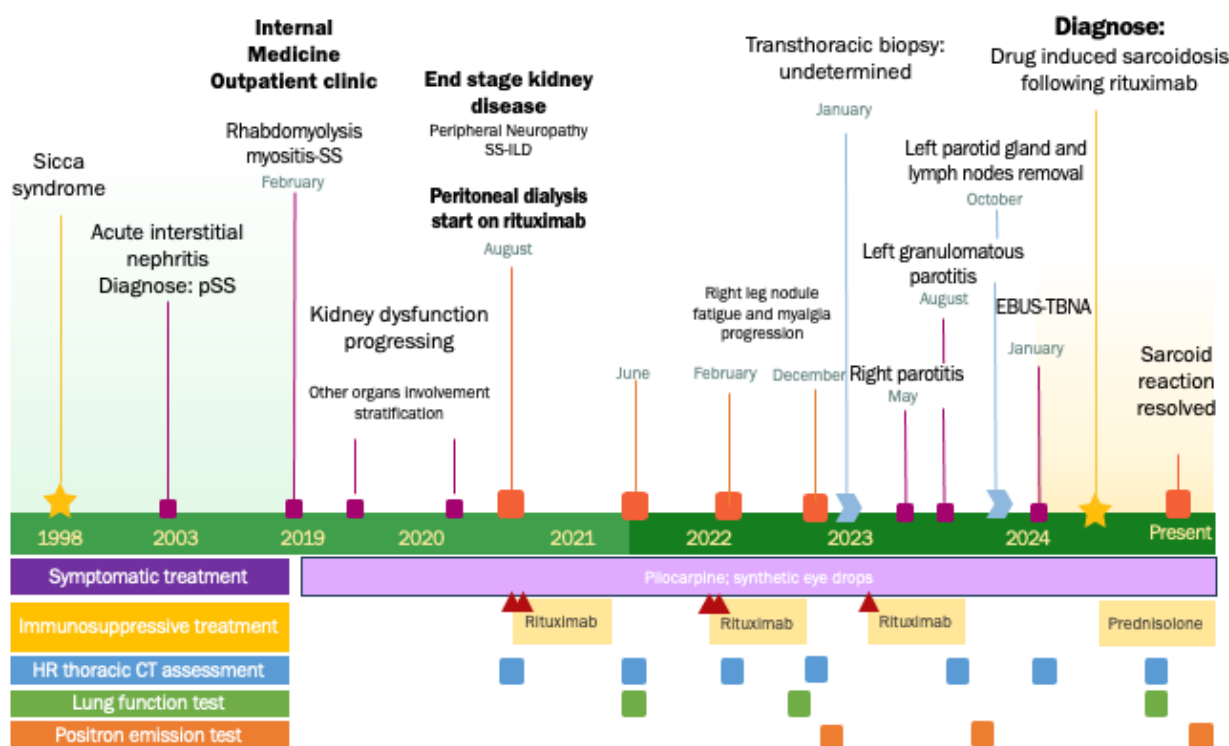 Sicca
syndrome
Acute interstitial
nephritis
Diagnose: pSS
Internal
Medicine
Outpatient clinic
Rhabdomyolysis
myositis-SS
February
Kidney dysfunction
progressing
Other organs involvement
stratification
End stage kidney
disease
Peripheral Neuropathy
SS-ILD
Peritoneal dialysis
start on rituximab
August
June
Right leg nodule
fatigue and myalgia
progression
February
December
Transthoracic biopsy:
undetermined
January
Right parotitis
May
Left granulomatous
parotitis
August
Left parotid gland and
lymph nodes removal
October
EBUS-TBNA
January
Diagnose:
Drug induced sarcoidosis
following rituximab
Sarcoid
reaction
resolved
1998
2003
2019
2020
2021
2022
2023
2024
Present
Symptomatic treatment
Pilocarpine; synthetic eye drops
Immunosuppressive treatment
Rituximab
Rituximab
Rituximab
Prednisolone
HR thoracic CT assessment
Lung function test
Positron emission test